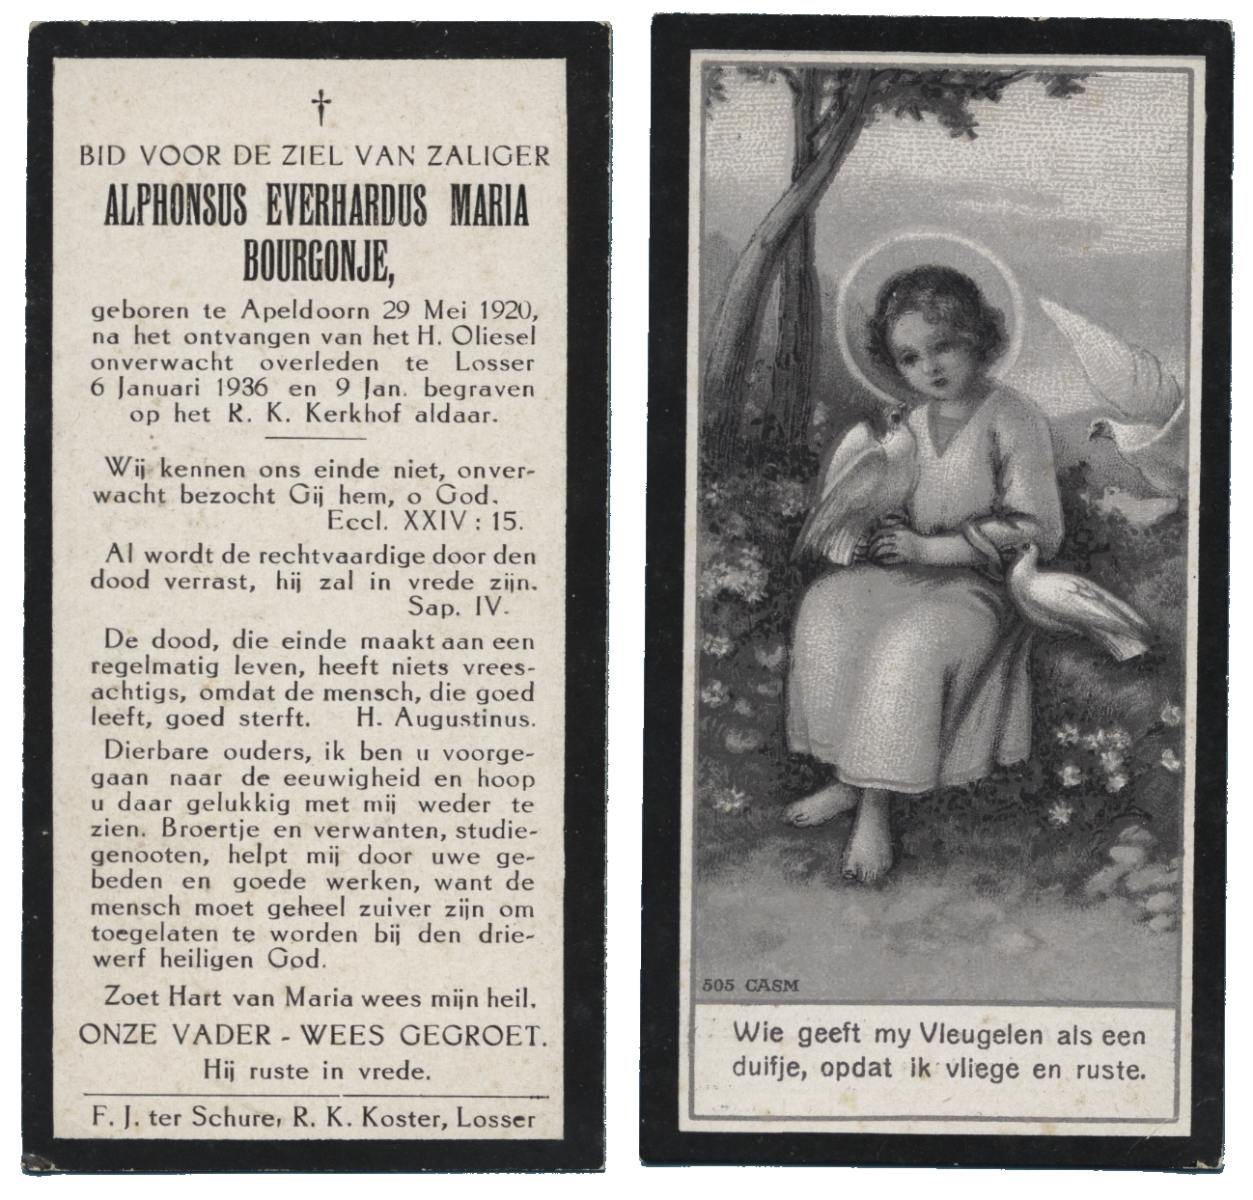 BID VOOR DE ZIEL VAN ZALIGER
ALPHONSUS EVERHARDUS MARIA
BOURGONJE,
geboren te Apeldoorn 29 Mei 1920,
na het ontvangen van het H. Oliesel
onverwacht overleden te Losser
6 Januari 1936 en 9 Jan. begraven
op het R. K. Kerkhof aldaar.
Wij kennen ons einde niet, onver-
wacht bezocht Gij hem, o God.
Eccl. XXIV : 15.
Al wordt de rechtvaardige door den
dood verrast, hij zal in vrede zijn.
Sap. IV.
De dood, die einde maakt aan een
regelmatig leven, heeft niets vrees-
achtigs, omdat de mensch, die goed
leeft, goed sterft. H. Augustinus.
Dierbare ouders, ik ben u voorge-
gaan naar de eeuwigheid en hoop
u daar gelukkig met mij weder te
zien. Broertje en verwanten, studie-
genooten, helpt mij door uwe ge-
beden en goede werken, want de
mensch moet geheel zuiver zijn om
toegelaten te worden bij den drie-
werf heiligen God.
Zoet Hart van Maria wees mijn heil.
ONZE VADER - WEES GEGROET.
Hij ruste in vrede.
F. J. ter Schure, R. K. Koster, Losser
505 CASM
Wie geeft my Vleugelen als een
duifje, opdat ik vliege en ruste.